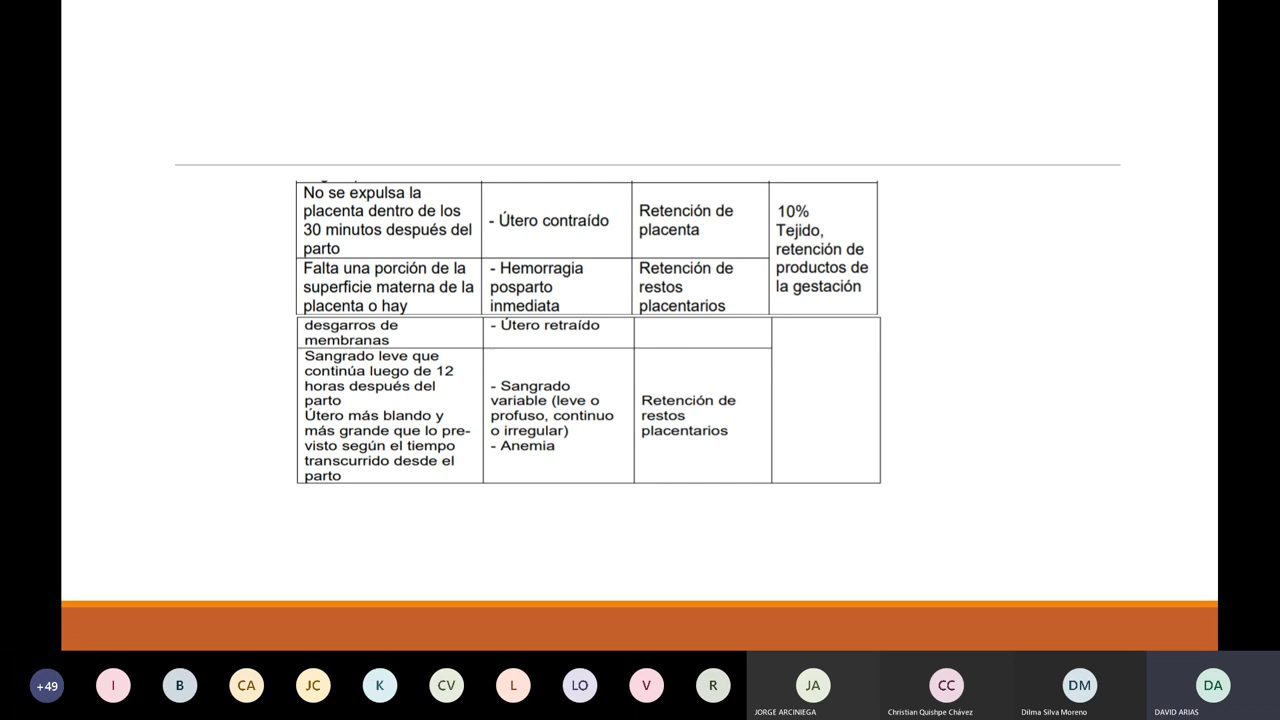 No se expulsa la
placenta dentro de los
30 minutos después del
parto
- Útero contraído
Retención de
placenta
10%
Tejido,
retención de
productos de
la gestación
Falta una porción de la
superficie materna de la
placenta o hay
- Hemorragia
posparto
inmediata
Retención de
restos
placentarios
desgarros de
membranas
- Útero retraído
Sangrado leve que
continúa luego de 12
horas después del
parto
Útero más blando y
más grande que lo pre-
visto según el tiempo
transcurrido desde el
parto
- Sangrado
variable (leve o
profuso, continuo
o irregular)
- Anemia
Retención de
restos
placentarios
+49
I
B
CA
JC
K
CV
L
LO
V
R
JA
JORGE ARCINIEGA
CC
Christian Quishpe Chávez
DM
Dilma Silva Moreno
DA
DAVID ARIAS